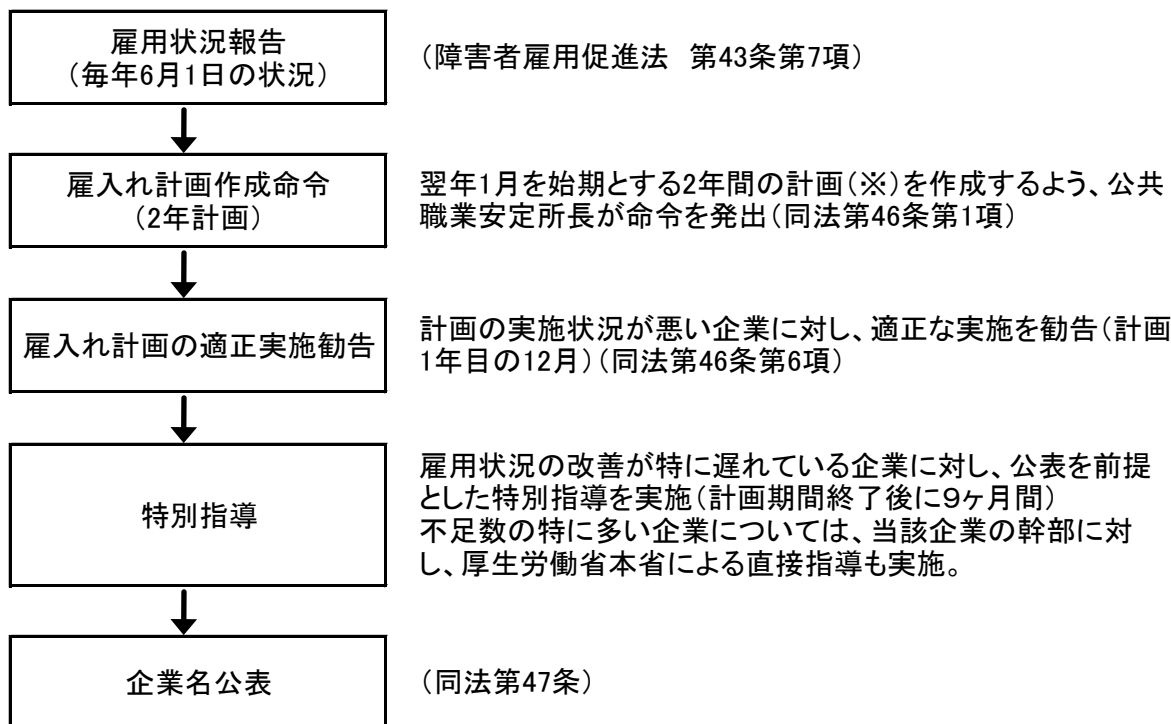 雇用状況報告
(毎年6月1日の状況)
(障害者雇用促進法 第43条第7項)
雇入れ計画作成命令
(2年計画)
翌年1月を始期とする2年間の計画(※)を作成するよう、公共
職業安定所長が命令を発出(同法第46条第1項)
雇入れ計画の適正実施勧告
計画の実施状況が悪い企業に対し、適正な実施を勧告(計画
1年目の12月)(同法第46条第6項)
特別指導
雇用状況の改善が特に遅れている企業に対し、公表を前提
とした特別指導を実施(計画期間終了後に9ヶ月間)
不足数の特に多い企業については、当該企業の幹部に対
し、厚生労働省本省による直接指導も実施。
企業名公表
(同法第47条)